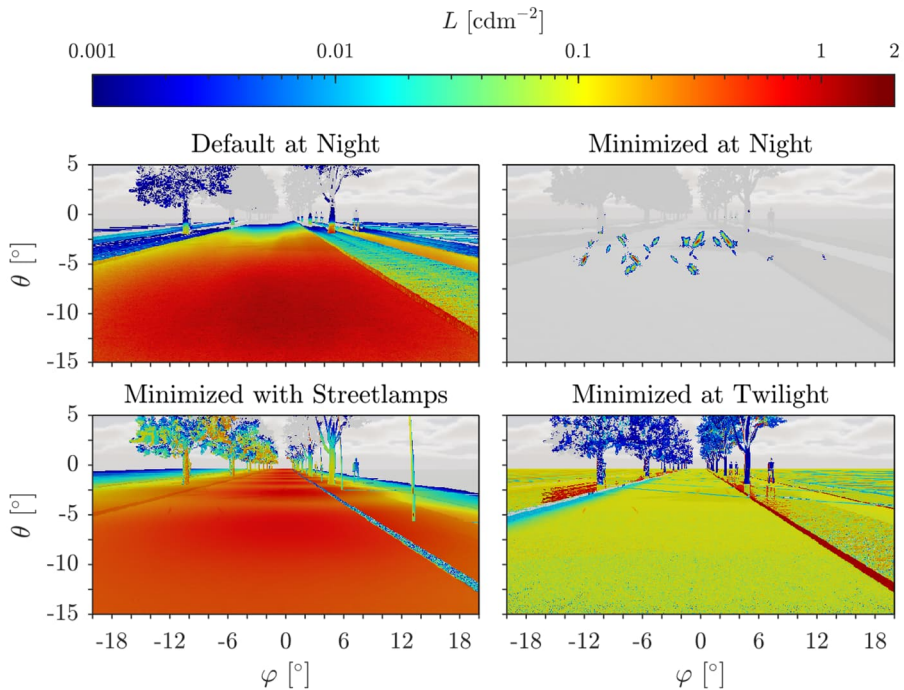 L [cdm⁻²]
0.001 0.01 0.1 1 2
Default at Night
Minimized at Night
5
0
-5
-10
-15
θ [°]
Minimized with Streetlamps
Minimized at Twilight
5
0
-5
-10
-15
θ [°]
-18 -12 -6 0 6 12 18
-18 -12 -6 0 6 12 18
φ [°]
φ [°]